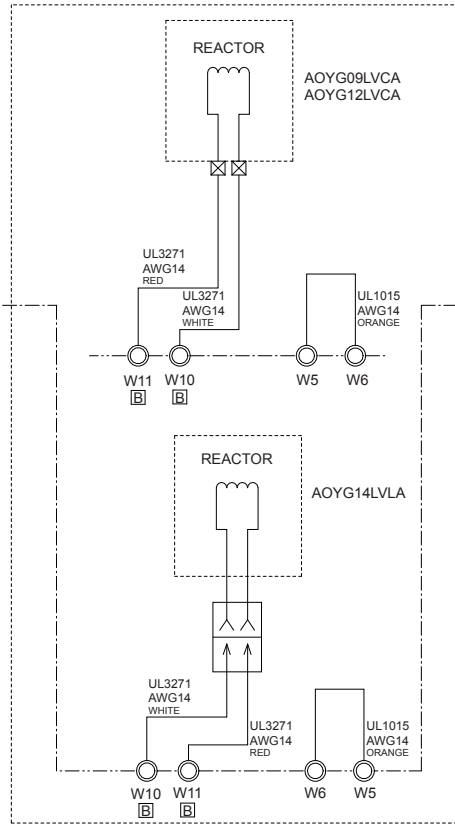 REACTOR
AOYG09LVCA
AOYG12LVCA
UL3271
AWG14
RED
UL3271
AWG14
WHITE
UL1015
AWG14
ORANGE
W11 W10 W5 W6
B B
REACTOR
AOYG14LVLA
UL3271
AWG14
WHITE
UL3271
AWG14
RED
UL1015
AWG14
ORANGE
W10 W11 W6 W5
B B